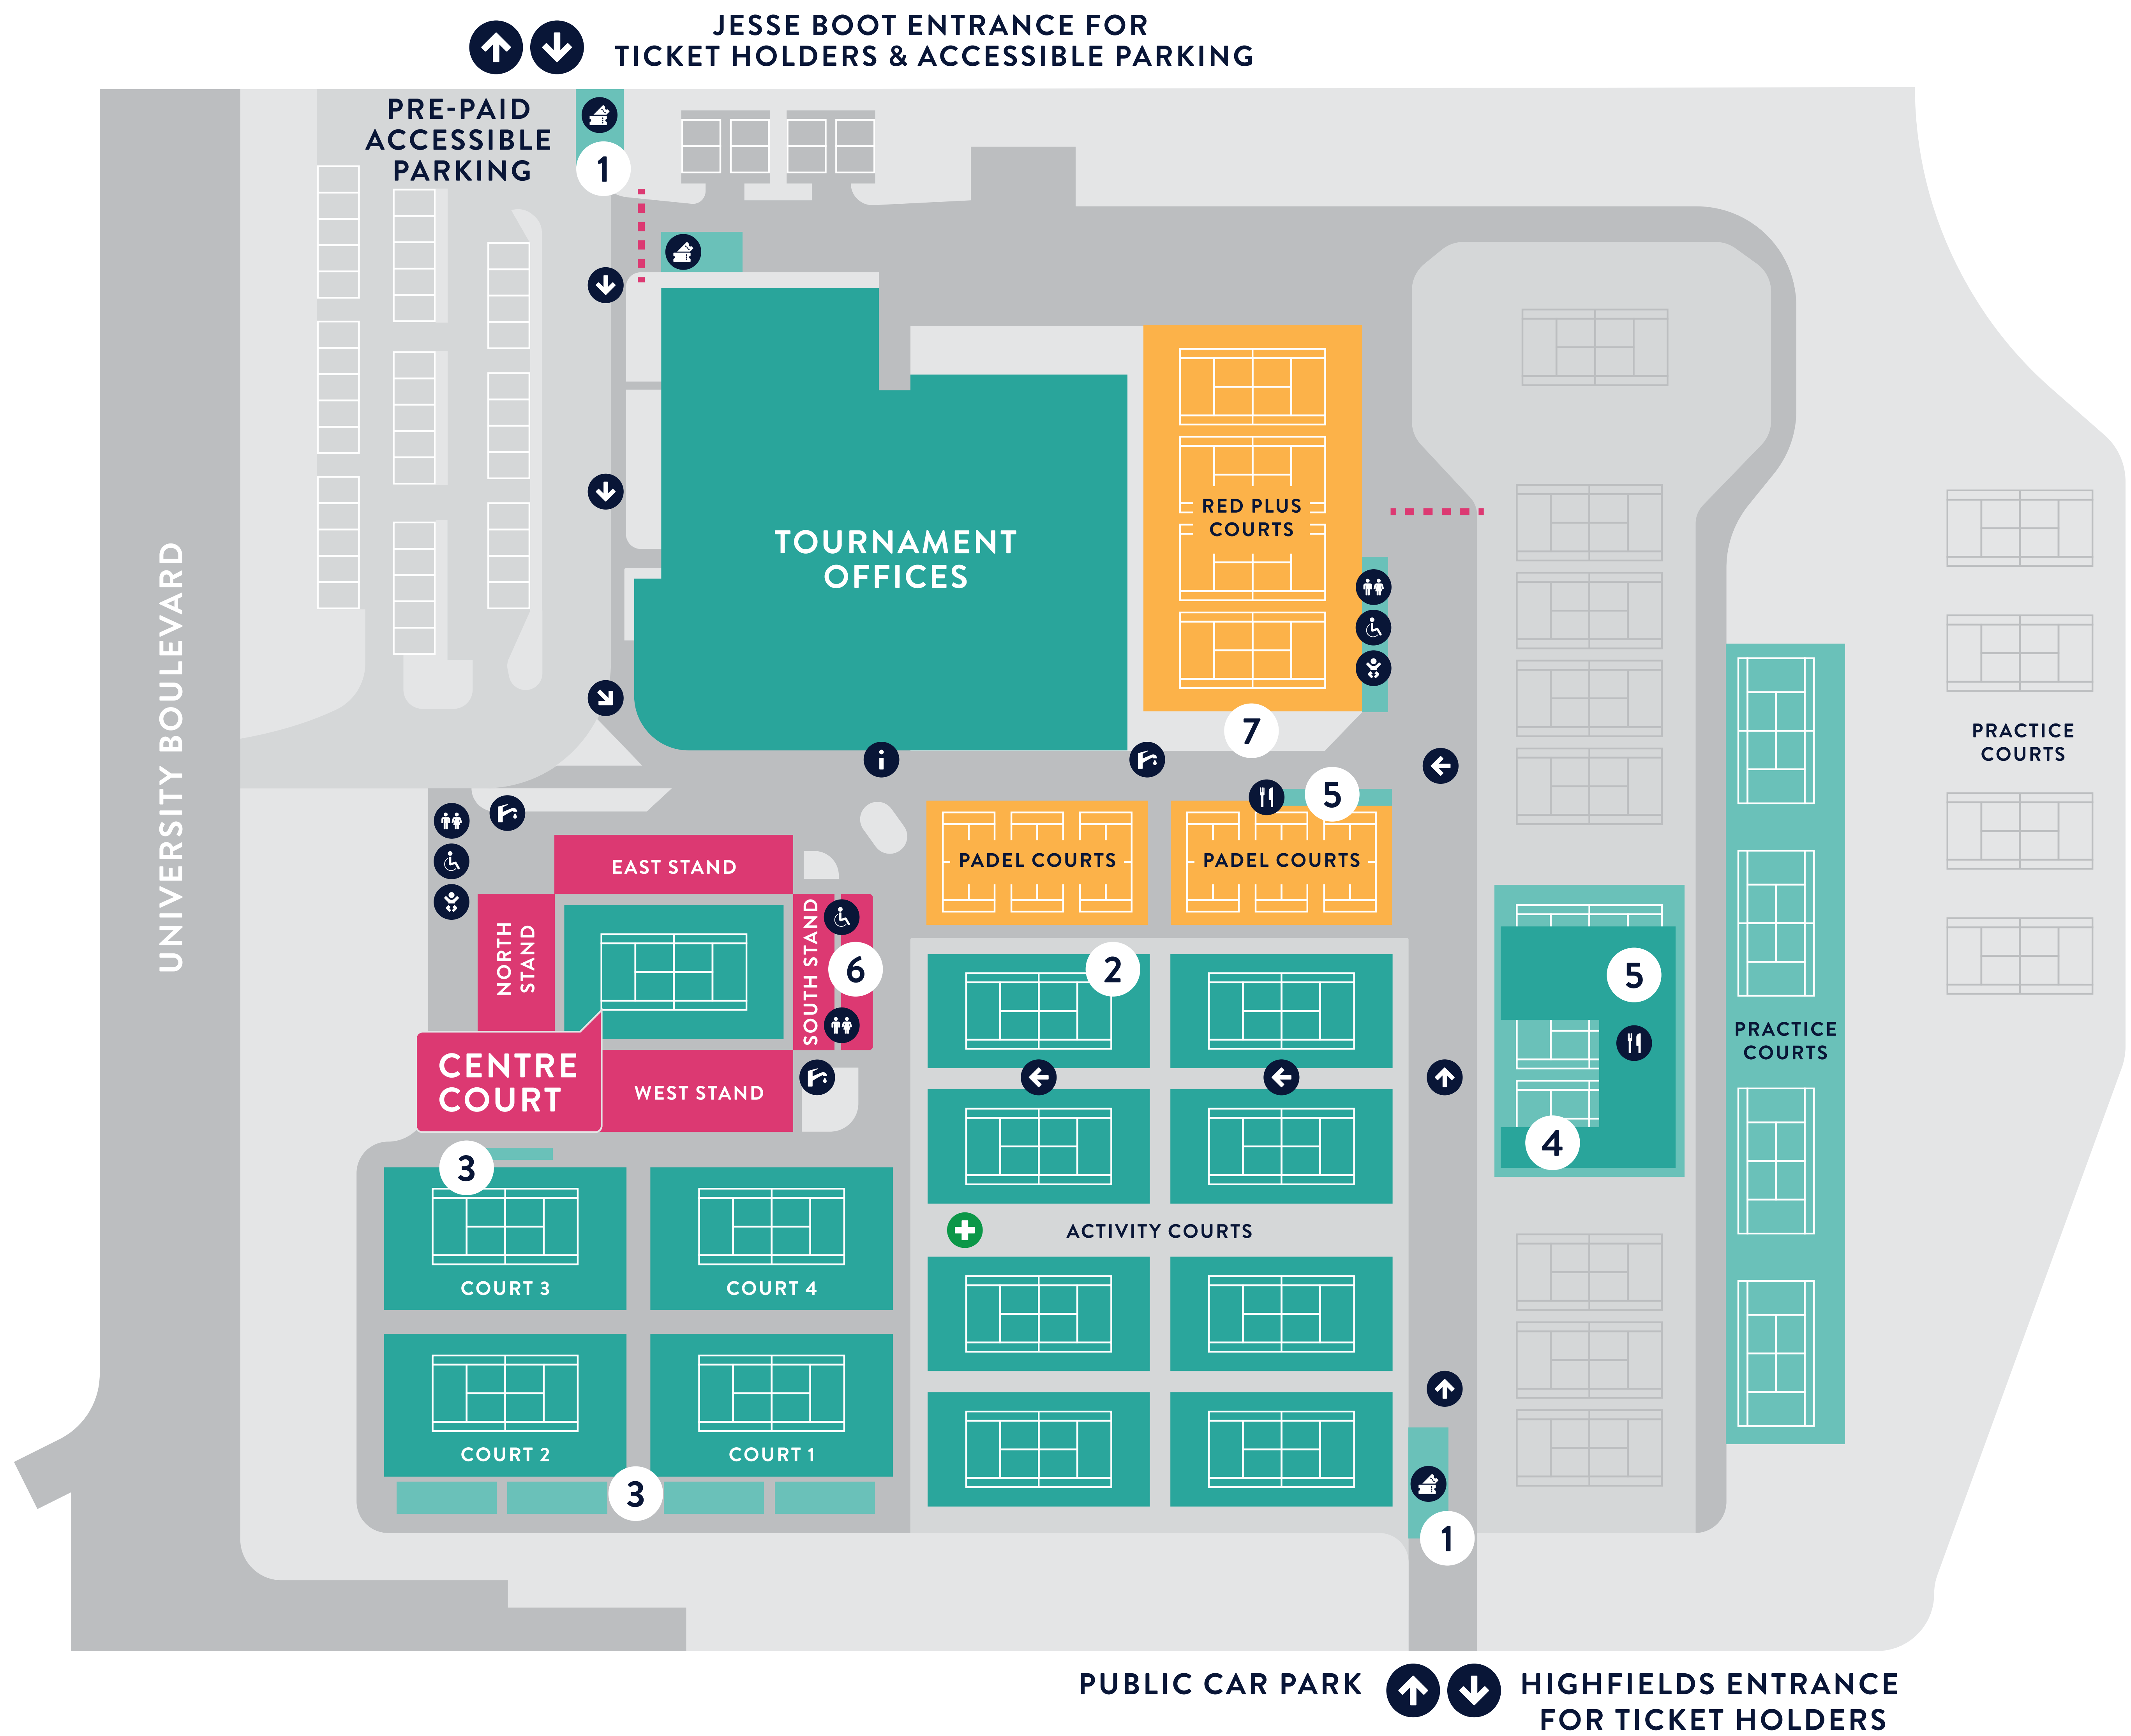 JESSE BOOT ENTRANCE FOR
TICKET HOLDERS & ACCESSIBLE PARKING
PRE-PAID
ACCESSIBLE
PARKING
1
UNIVERSITY BOULEVARD
TOURNAMENT
OFFICES
RED PLUS
COURTS
7
i
5
PADEL COURTS
PADEL COURTS
PRACTICE
COURTS
EAST STAND
NORTH
STAND
SOUTH STAND
6
2
5
CENTRE
COURT
WEST STAND
PRACTICE
COURTS
4
3
COURT 3
COURT 4
ACTIVITY COURTS
COURT 2
COURT 1
3
1
PUBLIC CAR PARK
HIGHFIELDS ENTRANCE
FOR TICKET HOLDERS